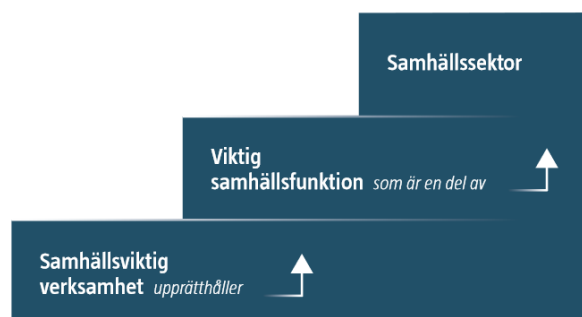 Samhällssektor
Viktig
samhällsfunktion som är en del av
Samhällsviktig
verksamhet upprätthåller